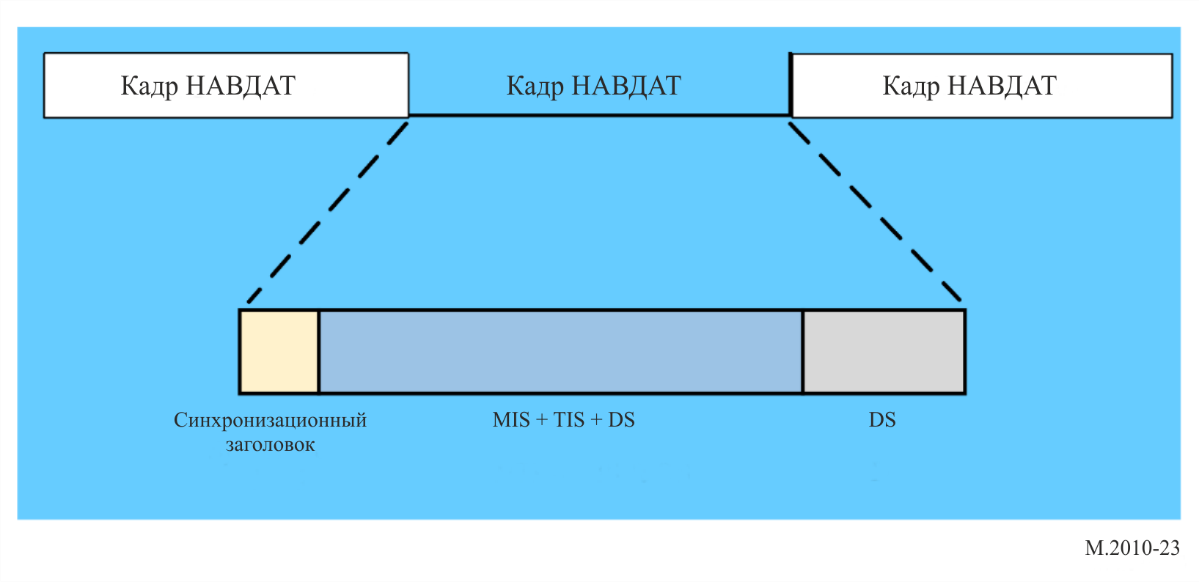 Кадр НАВДАТ Кадр НАВДАТ Кадр НАВДАТ
Синхронизационный
заголовок
MIS + TIS + DS
DS
M.2010-23